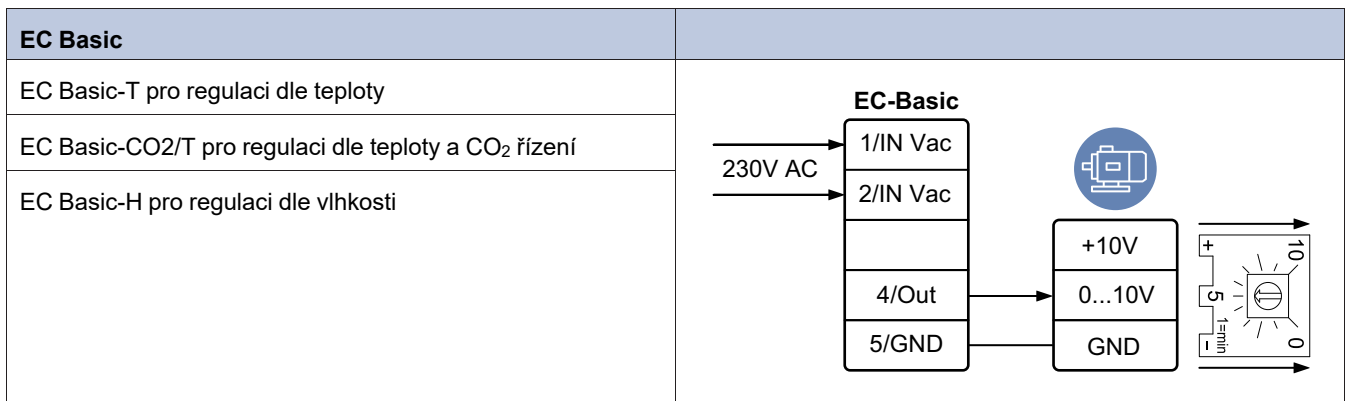 EC Basic
EC Basic-T pro regulaci dle teploty
EC Basic-CO2/T pro regulaci dle teploty a CO₂ řízení
EC Basic-H pro regulaci dle vlhkosti
EC-Basic
230V AC
1/IN Vac
2/IN Vac
4/Out
5/GND
+10V
0...10V
GND
+
5
1=min
-
10
0